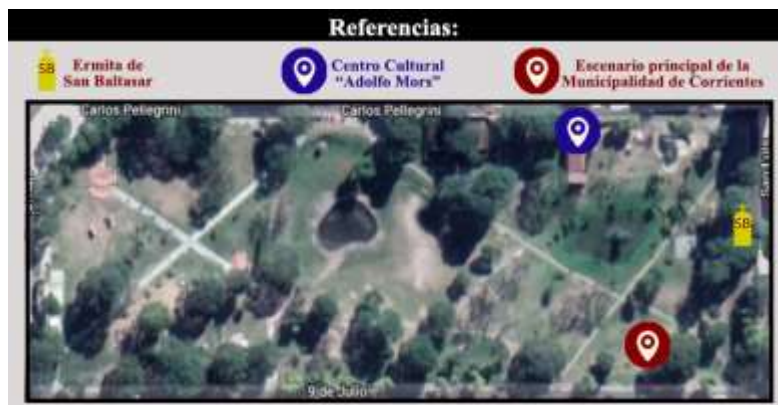 Referencias:
SB
Ermita de
San Baltasar
Centro Cultural
“Adolfo Mors”
Escenario principal de la
Municipalidad de Corrientes
Carlos Pellegrini
Carlos Pellegrini
SB
9 de Julio